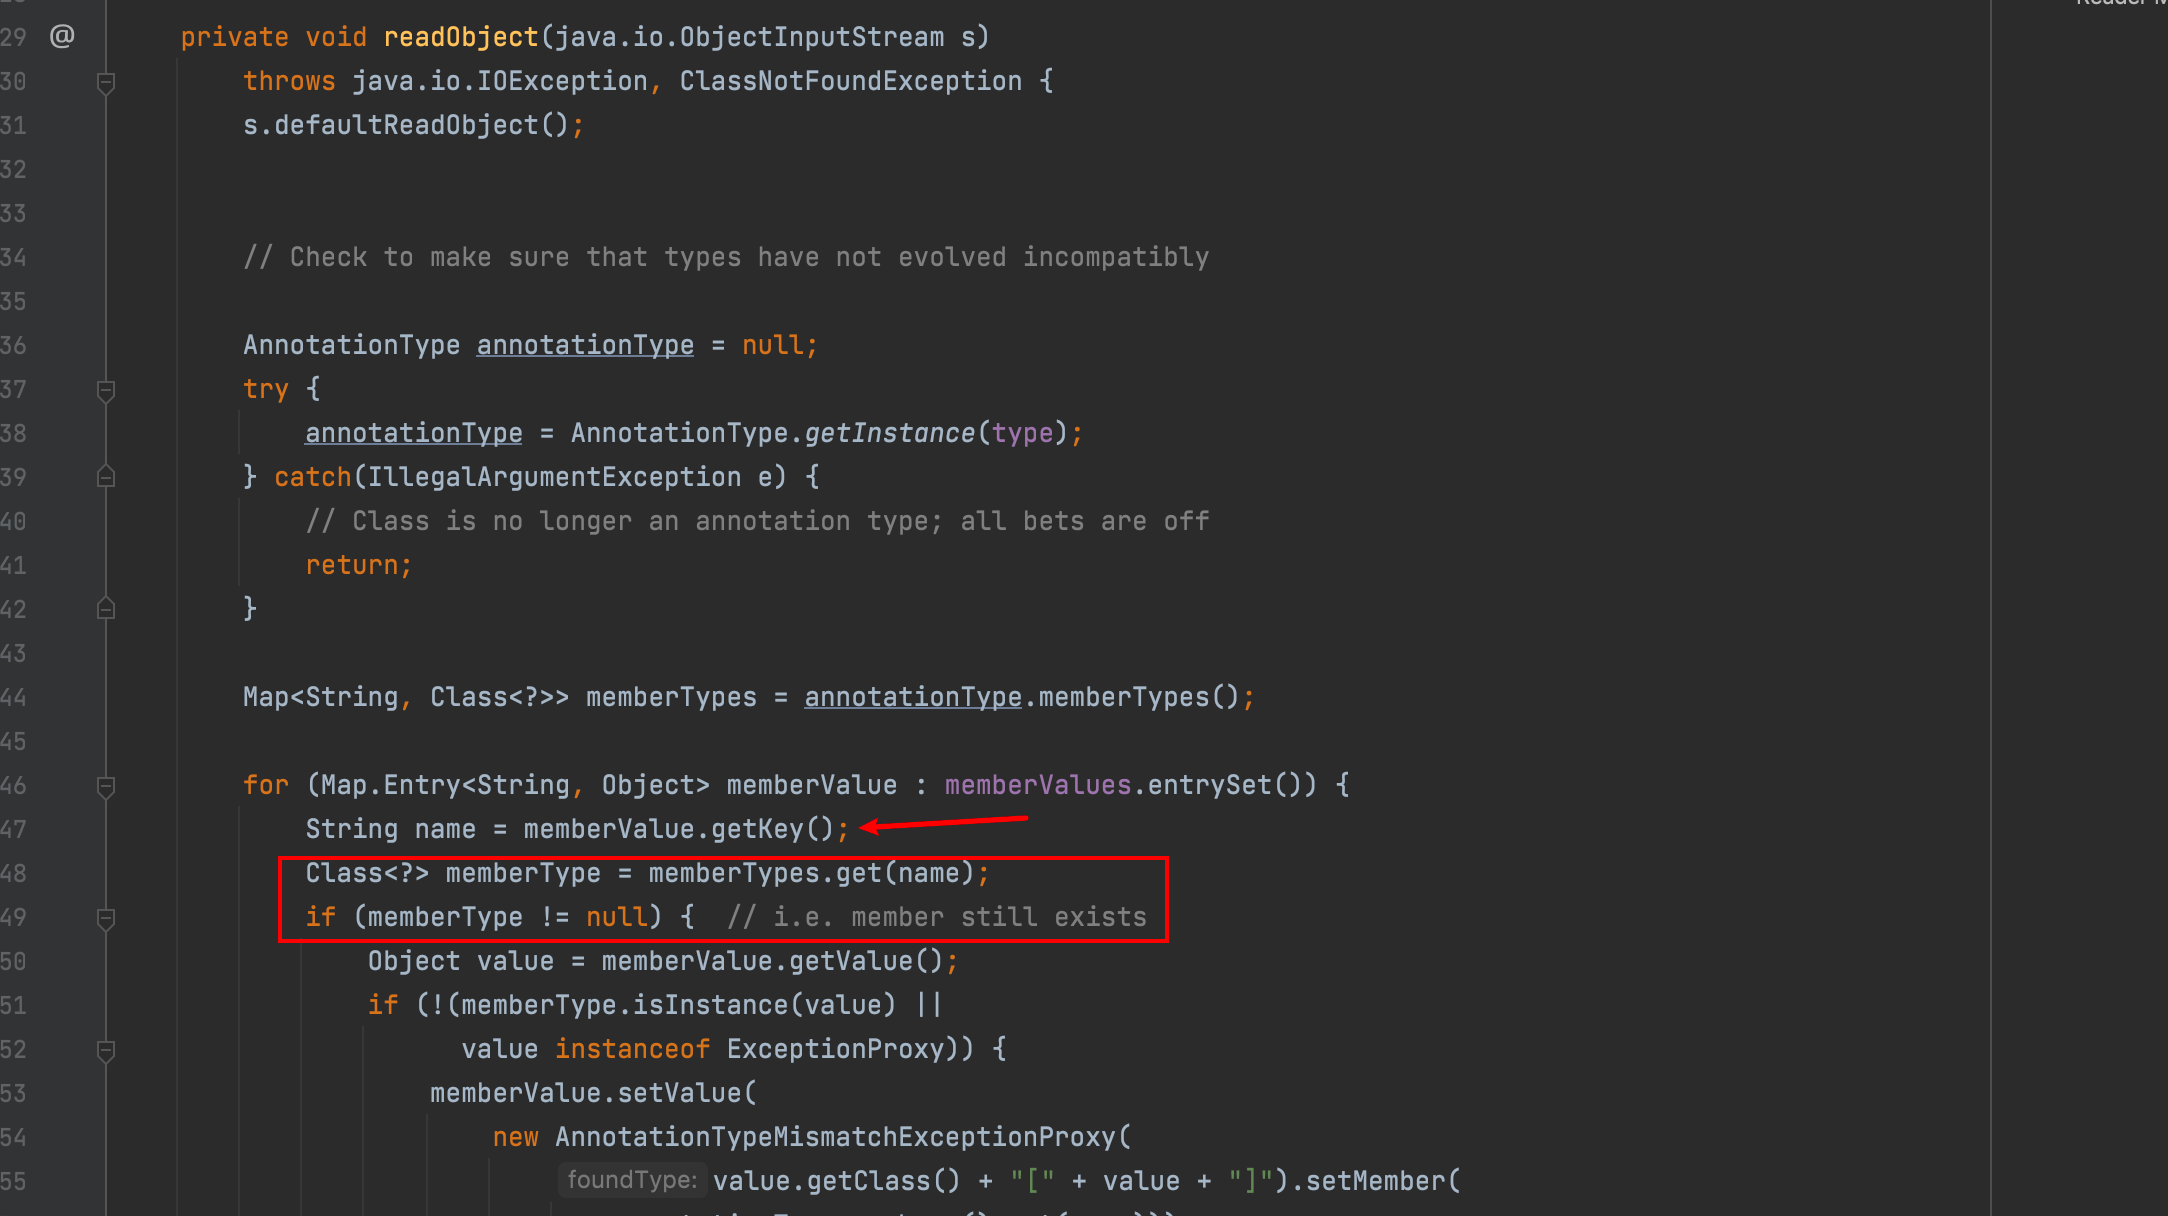 29 @ private void readObject(java.io.ObjectInputStream s)
30 throws java.io.IOException, ClassNotFoundException {
31 s.defaultReadObject();
32
33
34 // Check to make sure that types have not evolved incompatibly
35
36 AnnotationType annotationType = null;
37 try {
38 annotationType = AnnotationType.getInstance(type);
39 } catch(IllegalArgumentException e) {
40 // Class is no longer an annotation type; all bets are off
41 return;
42 }
43
44 Map<String, Class<?>> memberTypes = annotationType.memberTypes();
45
46 for (Map.Entry<String, Object> memberValue : memberValues.entrySet()) {
47 String name = memberValue.getKey();
48 Class<?> memberType = memberTypes.get(name);
49 if (memberType != null) { // i.e. member still exists
50 Object value = memberValue.getValue();
51 if (!(memberType.isInstance(value) ||
52 value instanceof ExceptionProxy)) {
53 memberValue.setValue(
54 new AnnotationTypeMismatchExceptionProxy(
55 foundType: value.getClass() + "[" + value + "]").setMember(